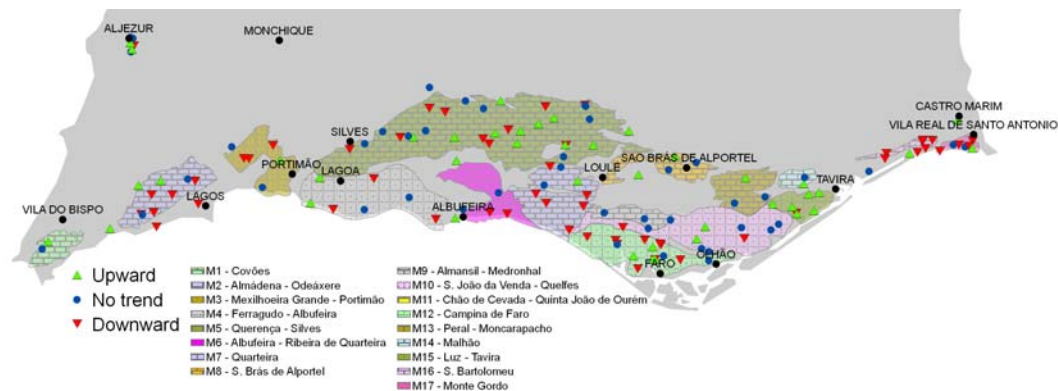 ALJEZUR
MONCHIQUE
CASTRO MARIM
VILA REAL DE SANTO ANTONIO
SILVES
SAO BRÁS DE ALPORTEL
LOULÉ
PORTIMÃO
LAGOA
TAVIRA
LAGOS
VILA DO BISPO
ALBUFEIRA
OLHÃO
FARO
Upward
No trend
Downward
M1 - Covões
M2 - Almádena - Odeáxere
M3 - Mexilhoeira Grande - Portimão
M4 - Ferragudo - Albufeira
M5 - Querença - Silves
M6 - Albufeira - Ribeira de Quarteira
M7 - Quarteira
M8 - S. Brás de Alportel
M9 - Almansil - Medronhal
M10 - S. João da Venda - Quelfes
M11 - Chão de Cevada - Quinta João de Ourém
M12 - Campina de Faro
M13 - Peral - Moncarapacho
M14 - Malhão
M15 - Luz - Tavira
M16 - S. Bartolomeu
M17 - Monte Gordo